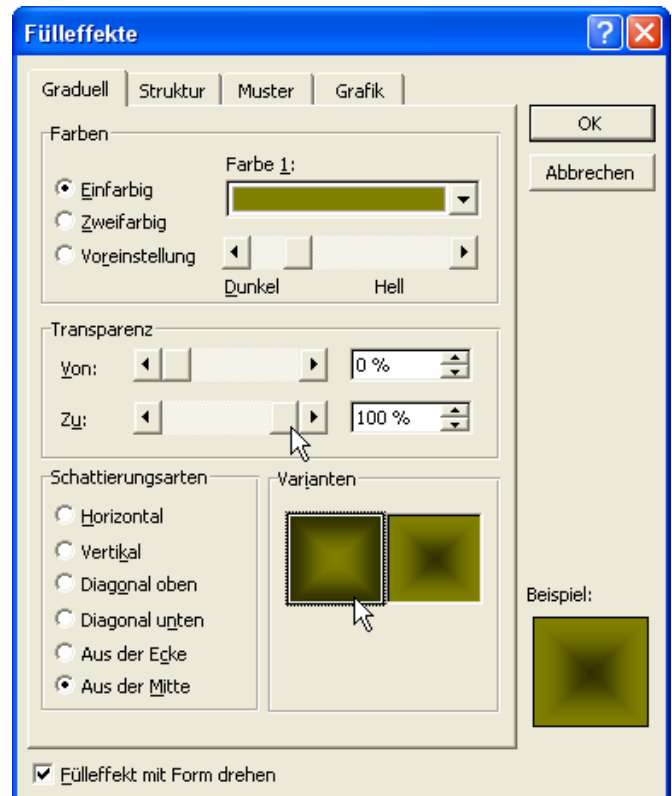 Fülleffekte
Graduell Struktur Muster Grafik
OK
Abbrechen
Farben
Einfarbig
Zweifarbig
Voreinstellung
Farbe 1:
Dunkel Hell
Transparenz
Von: 0 %
Zu: 100 %
Schattierungsarten
Horizontal
Vertikal
Diagonal oben
Diagonal unten
Aus der Ecke
Aus der Mitte
Varianten
Beispiel:
Fülleffekt mit Form drehen